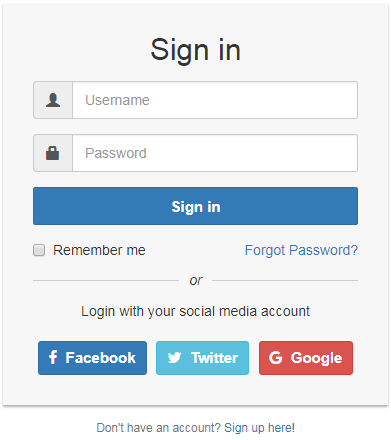 Sign in
Username
Password
Sign in
Remember me Forgot Password?
or
Login with your social media account
Facebook Twitter Google
Don't have an account? Sign up here!